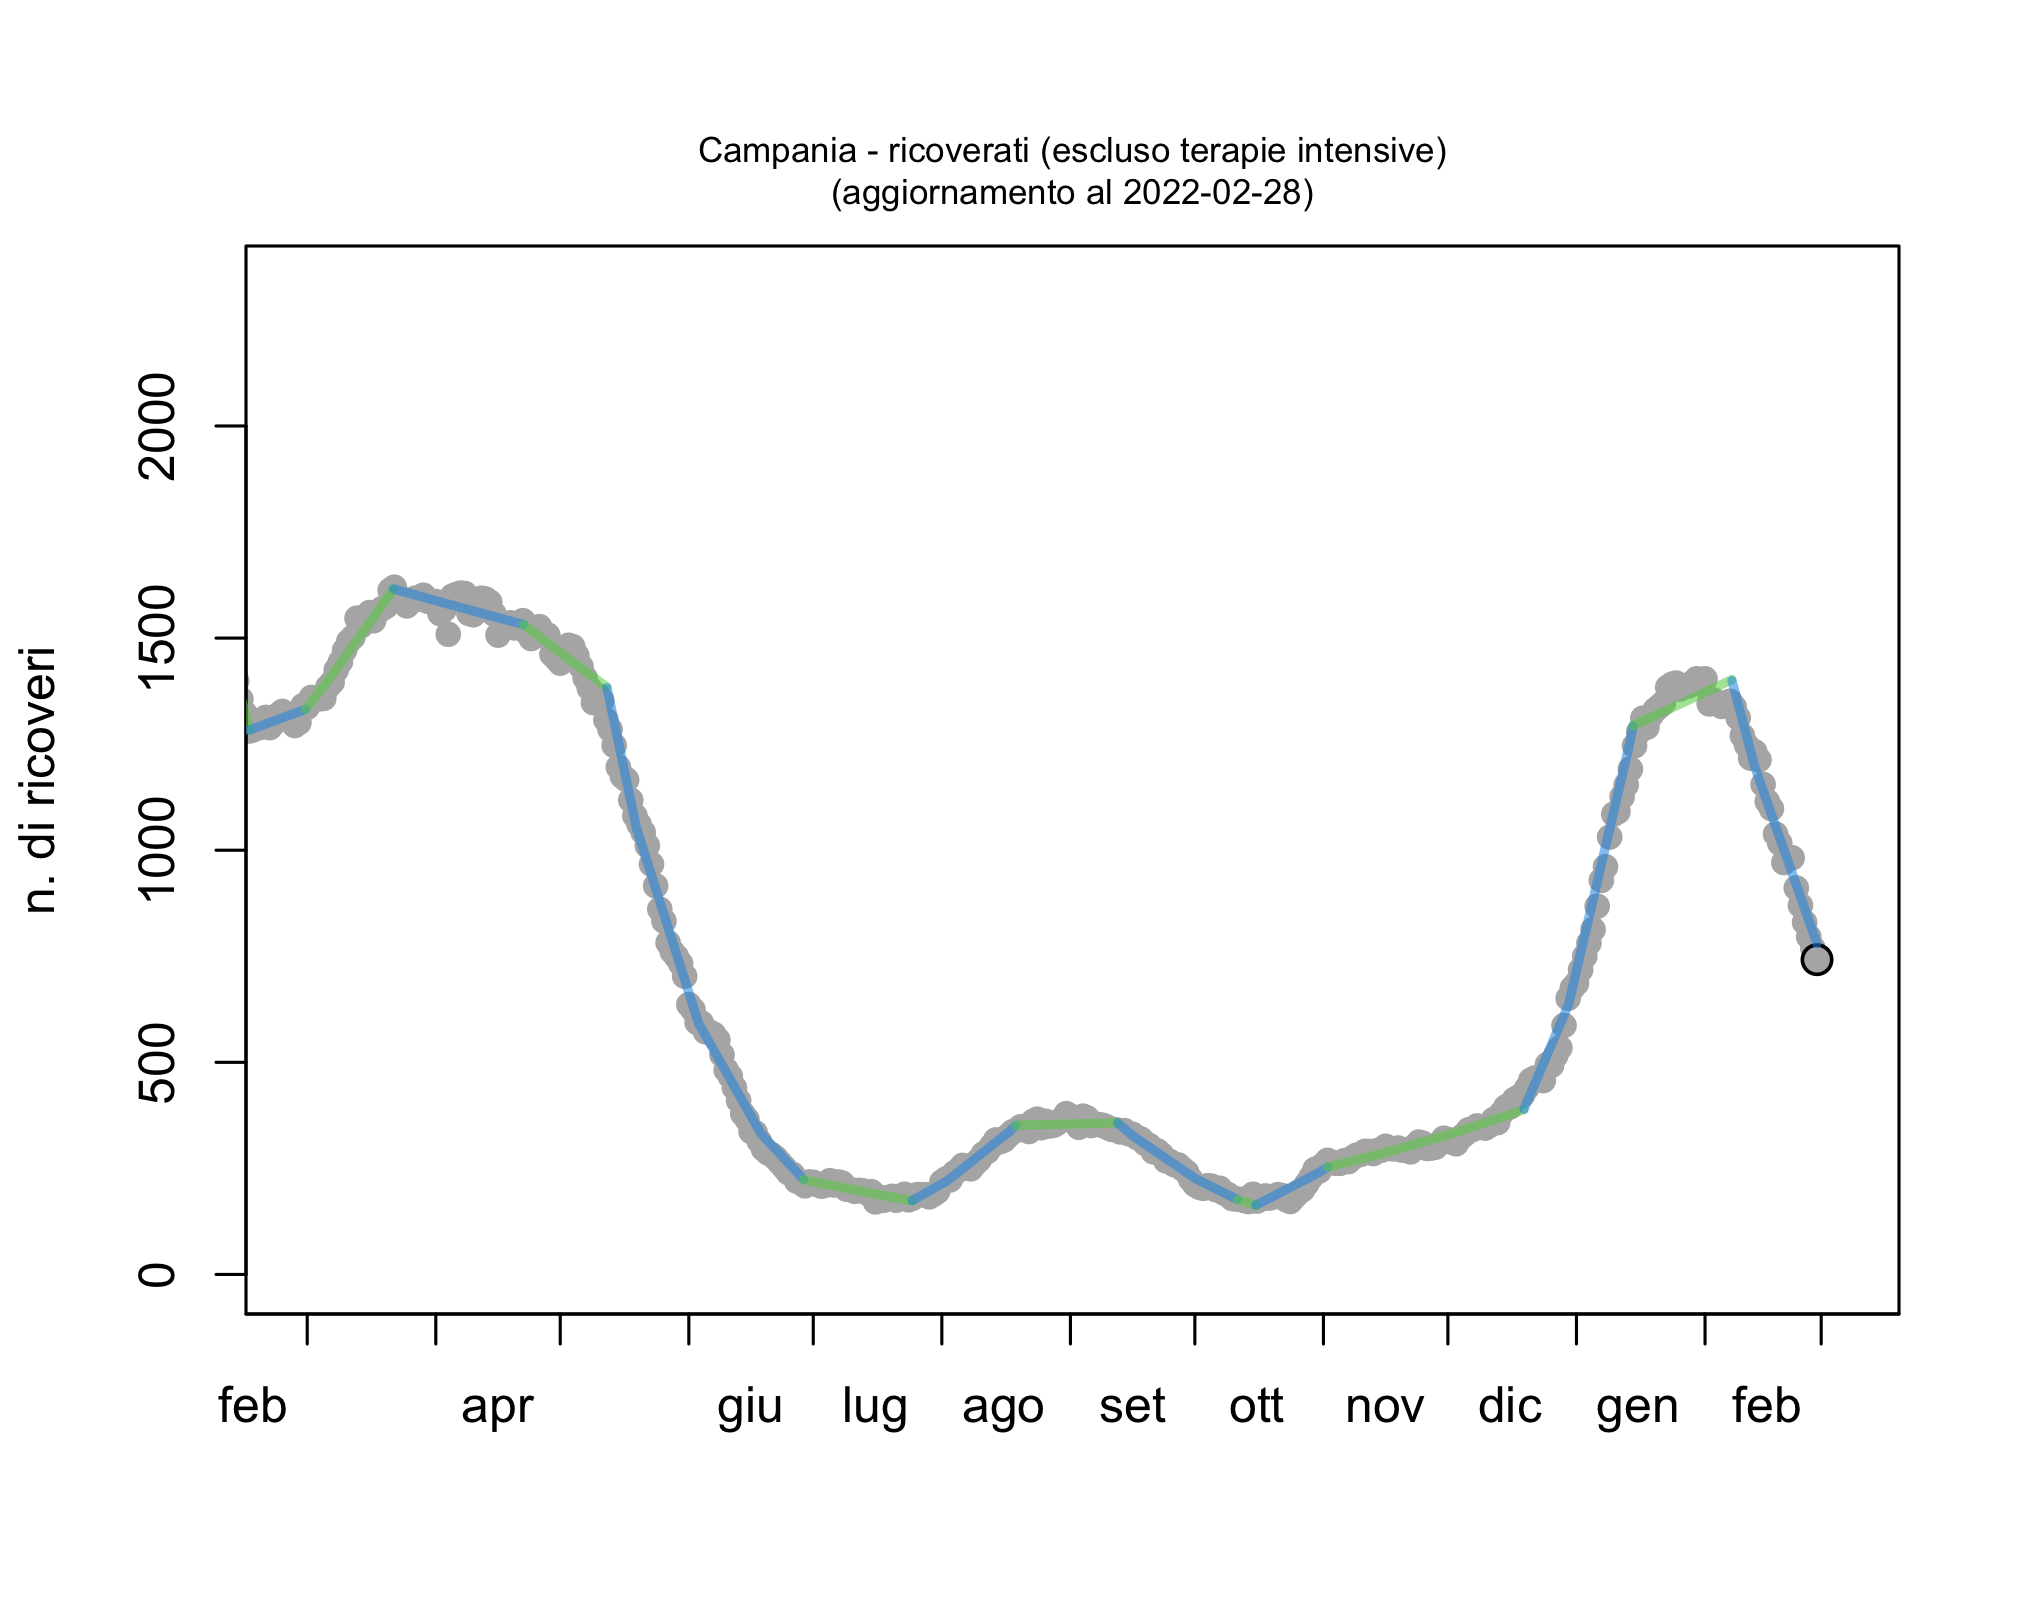 Campania - ricoverati (escluso terapie intensive)
(aggiornamento al 2022-02-28)
n. di ricoveri
2000
1500
1000
500
0
feb apr giu lug ago set ott nov dic gen feb